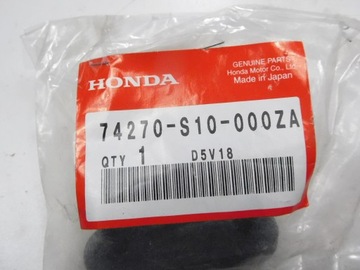 HONDA
GENUINE PARTS
Honda Motor Co., Ltd.
Made in Japan
74270-S10-000ZA
QTY 1 D5V18